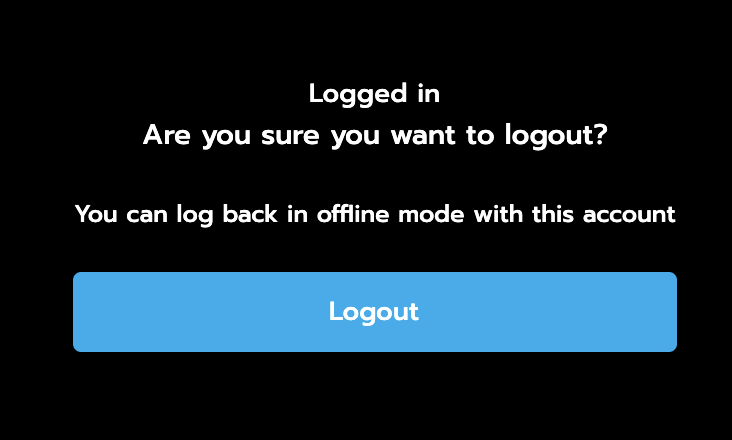 Logged in
Are you sure you want to logout?
You can log back in offline mode with this account
Logout